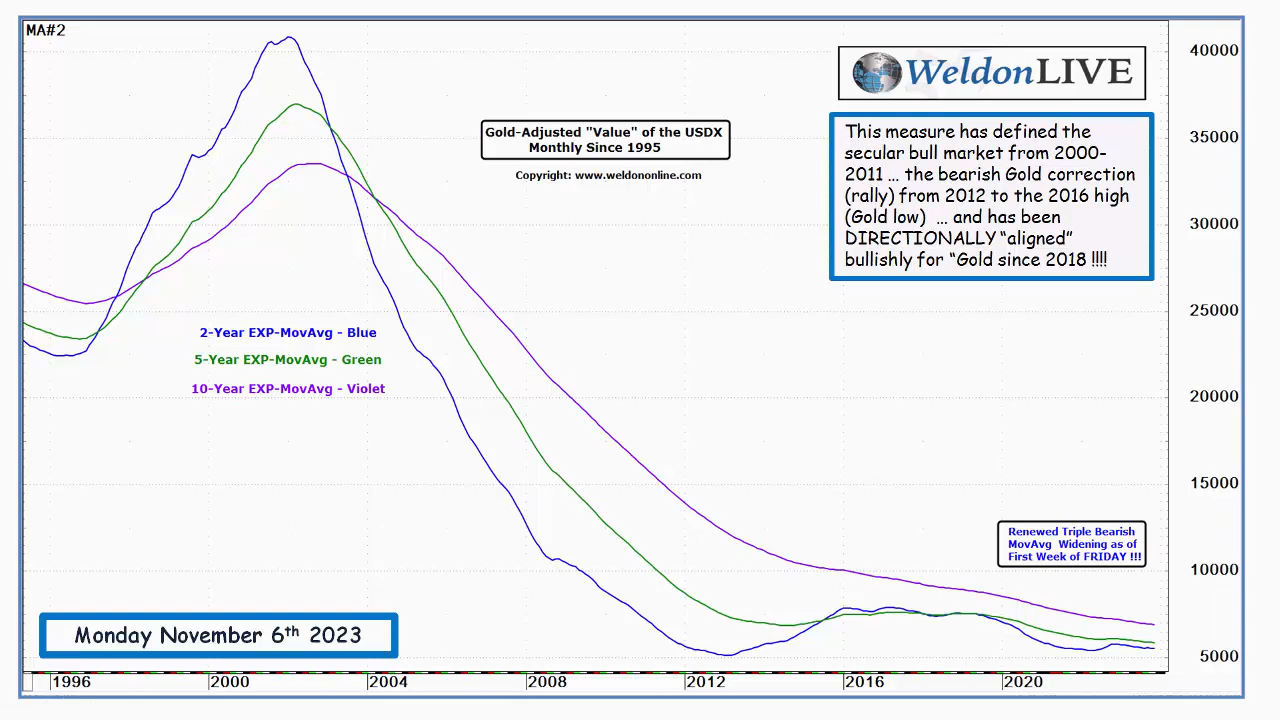 MA#2
40000
WeldonLIVE
This measure has defined the
secular bull market from 2000-
2011 ... the bearish Gold correction
(rally) from 2012 to the 2016 high
(Gold low) ... and has been
DIRECTIONALLY "aligned"
bullishly for "Gold since 2018 !!!!
Gold-Adjusted "Value" of the USDX
Monthly Since 1995
Copyright: www.weldononline.com
35000
30000
25000
2-Year EXP-MovAvg - Blue
5-Year EXP-MovAvg - Green
10-Year EXP-MovAvg - Violet
20000
15000
Renewed Triple Bearish
MovAvg Widening as of
First Week of FRIDAY !!!
10000
Monday November 6th 2023
5000
1996 2000 2004 2008 2012 2016 2020